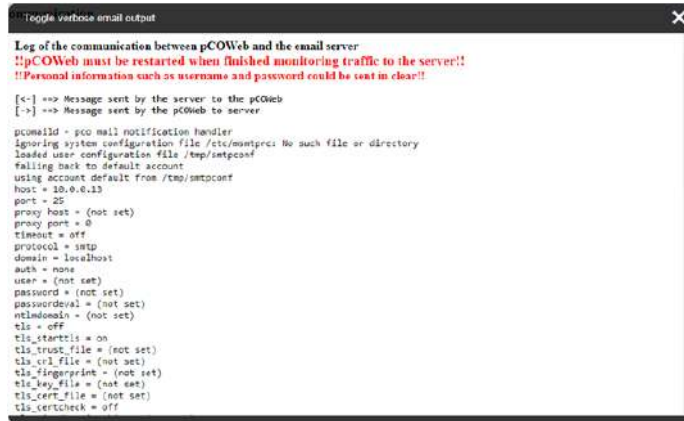 Toggle verbose email output
Log of the communication between pCOWeb and the email server
!!pCOWeb must be restarted when finished monitoring traffic to the server!!
!!Personal information such as username and password could be sent in clear!!
[<-] ==> Message sent by the server to the pCOWeb
[->] ==> Message sent by the pCOWeb to server
pcomaild - pco mail notification handler
ignoring system configuration file /etc/msmtprc: No such file or directory
loaded user configuration file /tmp/smtpconf
falling back to default account
using account default from /tmp/smtpconf
host = 10.0.0.13
port = 25
proxy host = (not set)
proxy port = 0
timeout = off
protocol = smtp
domain = localhost
auth = none
user = (not set)
password = (not set)
passwordeval = (not set)
ntlmdomain = (not set)
tls = off
tls_starttls = on
tls_trust_file = (not set)
tls_crl_file = (not set)
tls_fingerprint = (not set)
tls_key_file = (not set)
tls_cert_file = (not set)
tls_certcheck = off